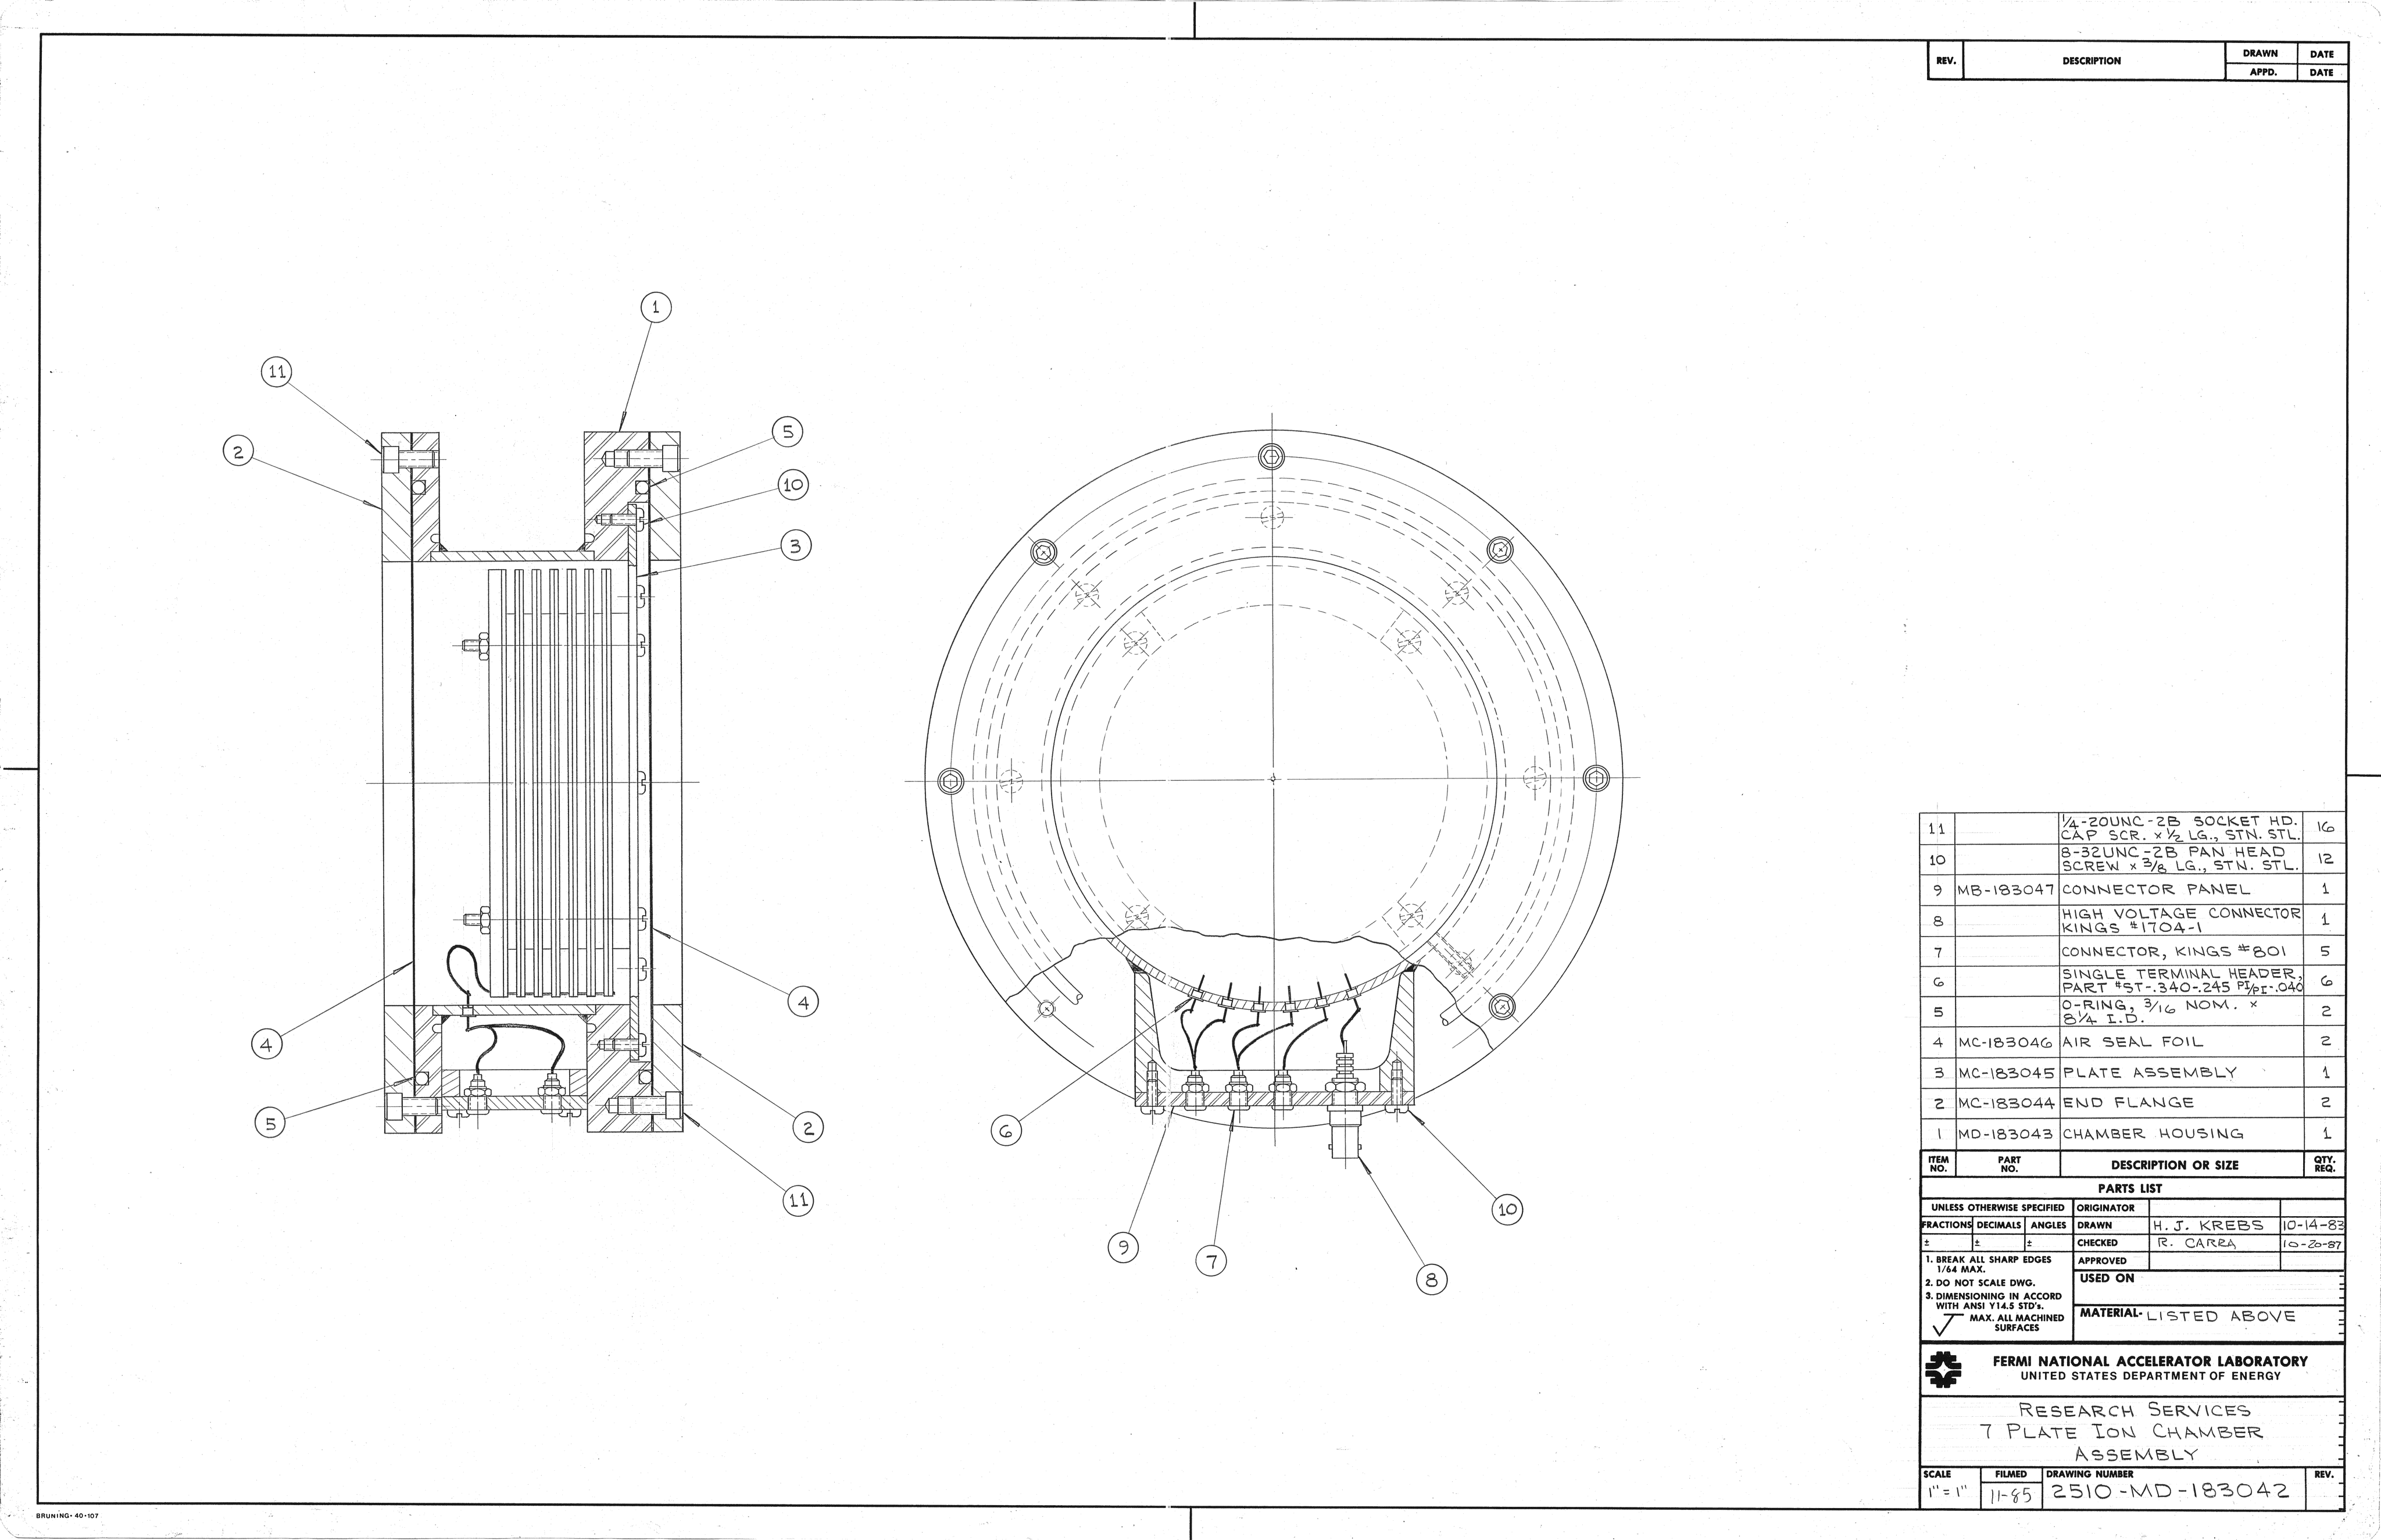 REV.
DESCRIPTION
DRAWN
DATE
APPD.
DATE
1
11
2
5
10
3
4
4
5
2
11
6
9
7
8
10
11 1/4-20UNC-2B SOCKET HD. 16
CAP SCR. x 1/2 LG., STN. STL.
10 8-32UNC-2B PAN HEAD 12
SCREW x 3/8 LG., STN. STL.
9 MB-183047 CONNECTOR PANEL 1
8 HIGH VOLTAGE CONNECTOR 1
KINGS #1704-1
7 CONNECTOR, KINGS #801 5
6 SINGLE TERMINAL HEADER, 6
PART #ST-.340-.245 PI/PI-.040
5 O-RING, 3/16 NOM. x 2
8 1/4 I.D.
4 MC-183046 AIR SEAL FOIL 2
3 MC-183045 PLATE ASSEMBLY 1
2 MC-183044 END FLANGE 2
1 MD-183043 CHAMBER HOUSING 1
ITEM NO. PART NO. DESCRIPTION OR SIZE QTY. REQ.
PARTS LIST
UNLESS OTHERWISE SPECIFIED ORIGINATOR
FRACTIONS DECIMALS ANGLES DRAWN H. J. KREBS 10-14-83
± ± ± CHECKED R. CARRA 10-20-87
1. BREAK ALL SHARP EDGES
1/64 MAX.
2. DO NOT SCALE DWG.
3. DIMENSIONING IN ACCORD
WITH ANSI Y14.5 STD's.
MAX. ALL MACHINED
SURFACES
APPROVED
USED ON
MATERIAL- LISTED ABOVE
FERMI NATIONAL ACCELERATOR LABORATORY
UNITED STATES DEPARTMENT OF ENERGY
RESEARCH SERVICES
7 PLATE ION CHAMBER
ASSEMBLY
SCALE FILMED DRAWING NUMBER REV.
1"=1" 11-85 2510-MD-183042
BRUNING 40-107